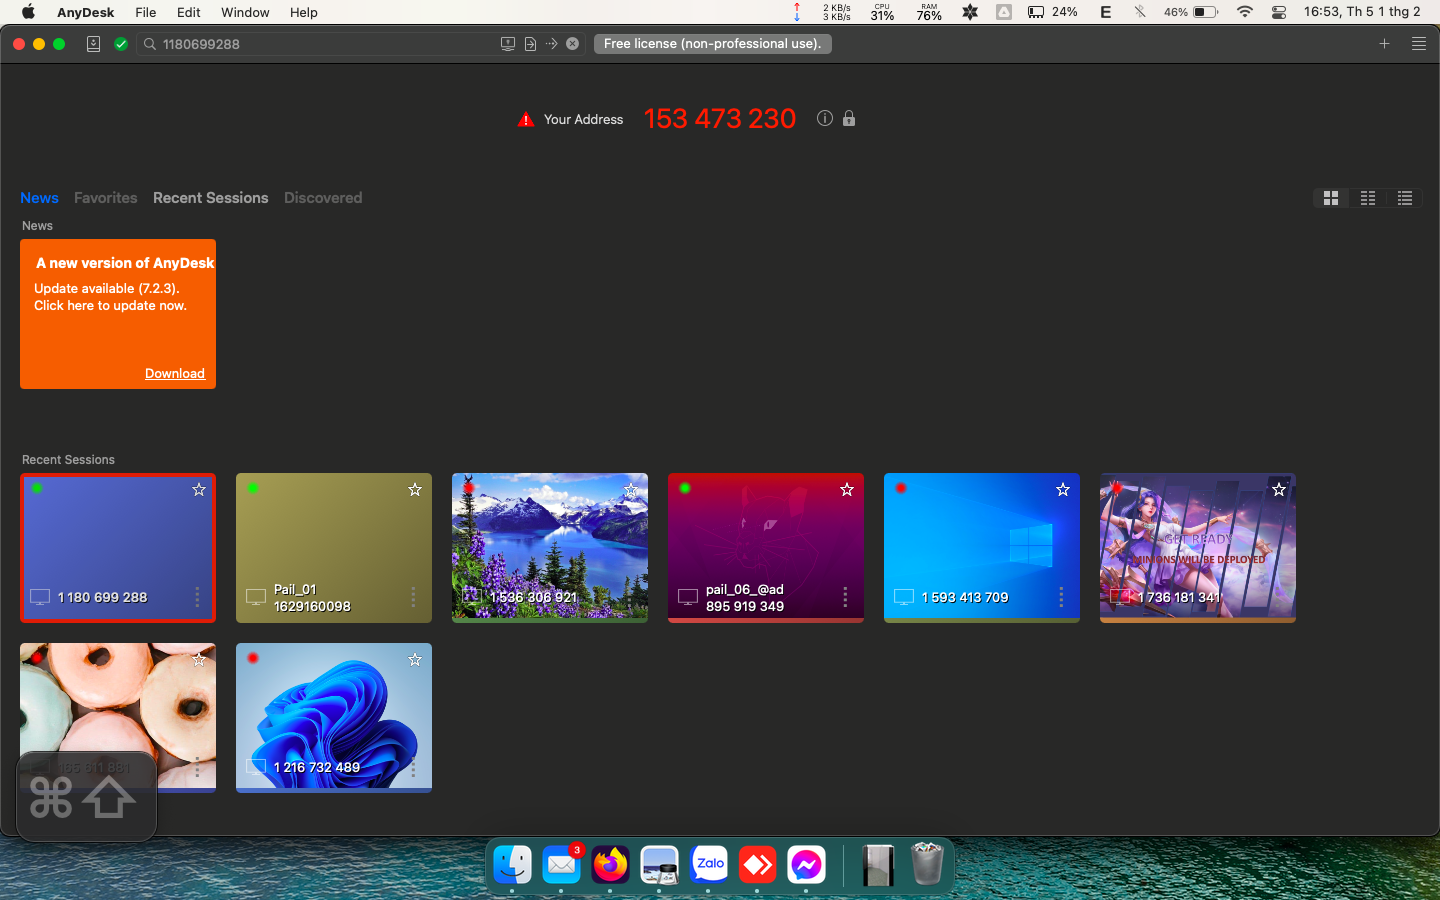 AnyDesk File Edit Window Help
2 KB/s
3 KB/s
CPU
31%
RAM
76%
24%
E
46%
16:53, Th 5 1 thg 2
1180699288
Free license (non-professional use).
Your Address 153 473 230
News Favorites Recent Sessions Discovered
News
A new version of AnyDesk
Update available (7.2.3).
Click here to update now.
Download
Recent Sessions
1 180 699 288
Pail_01
1629160098
1 536 306 921
pail_06_@ad
895 919 349
1 593 413 709
GET READY
MINIONS WILL BE DEPLOYED
1 736 181 341
1 216 732 489
3
Zalo